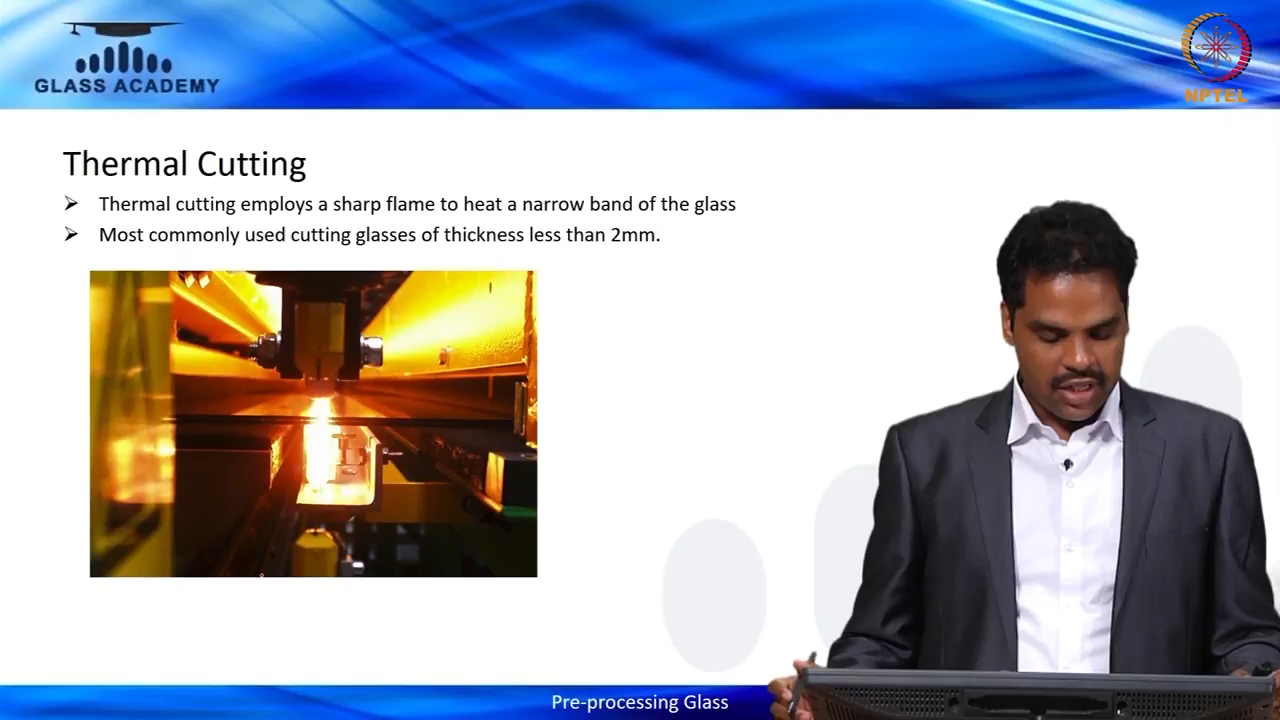 GLASS ACADEMY
NPTEL
Thermal Cutting
Thermal cutting employs a sharp flame to heat a narrow band of the glass
Most commonly used cutting glasses of thickness less than 2mm.
Pre-processing Glass